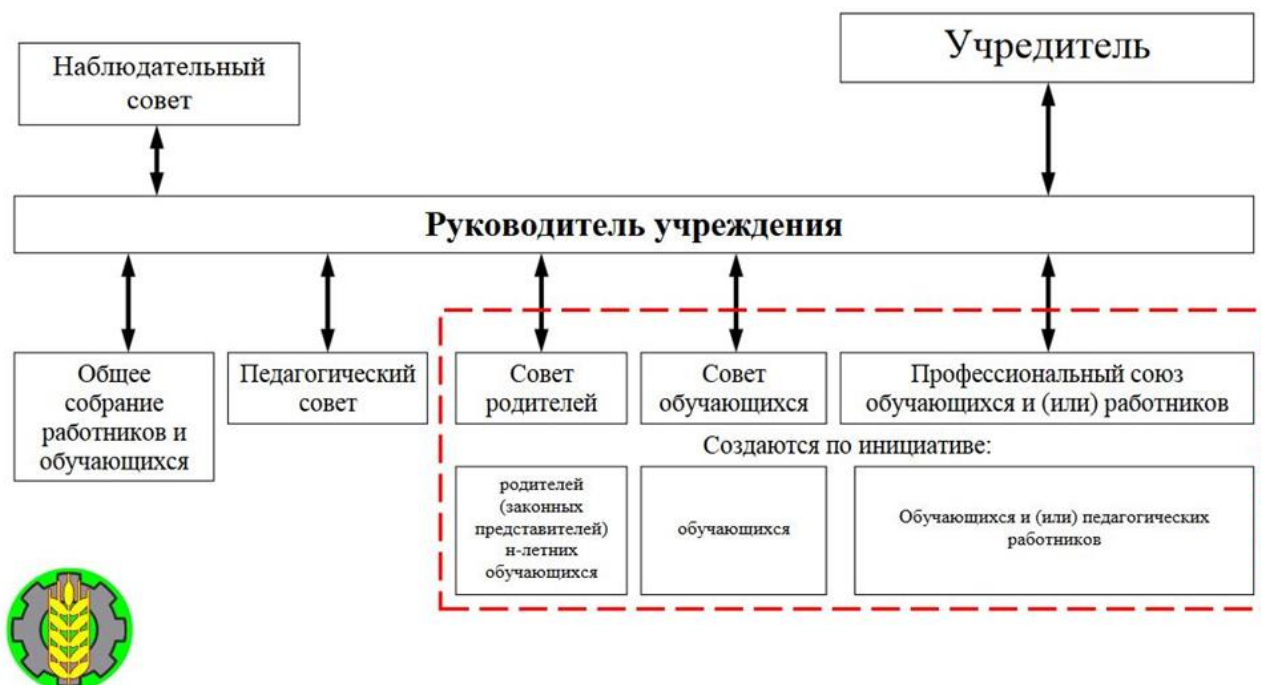 Наблюдательный
совет
Учредитель
Руководитель учреждения
Общее
собрание
работников и
обучающихся
Педагогический
совет
Совет
родителей
Совет
обучающихся
Профессиональный союз
обучающихся и (или) работников
Создаются по инициативе:
родителей
(законных
представителей)
н-летних
обучающихся
обучающихся
Обучающихся и (или) педагогических
работников